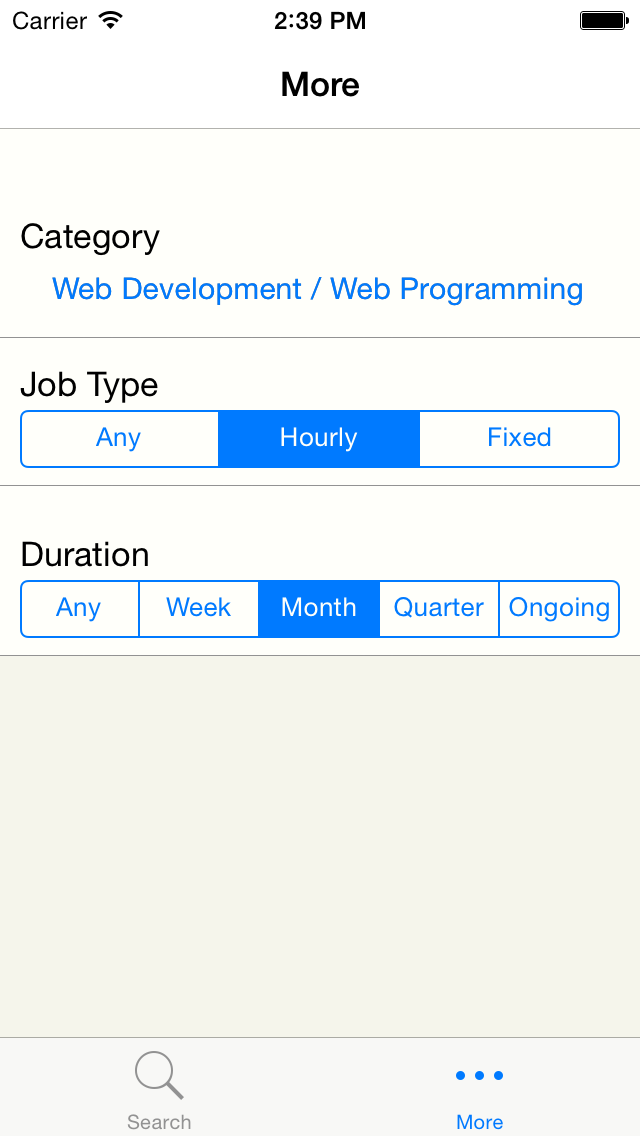 Carrier 2:39 PM
More
Category
Web Development / Web Programming
Job Type
Any Hourly Fixed
Duration
Any Week Month Quarter Ongoing
Search More